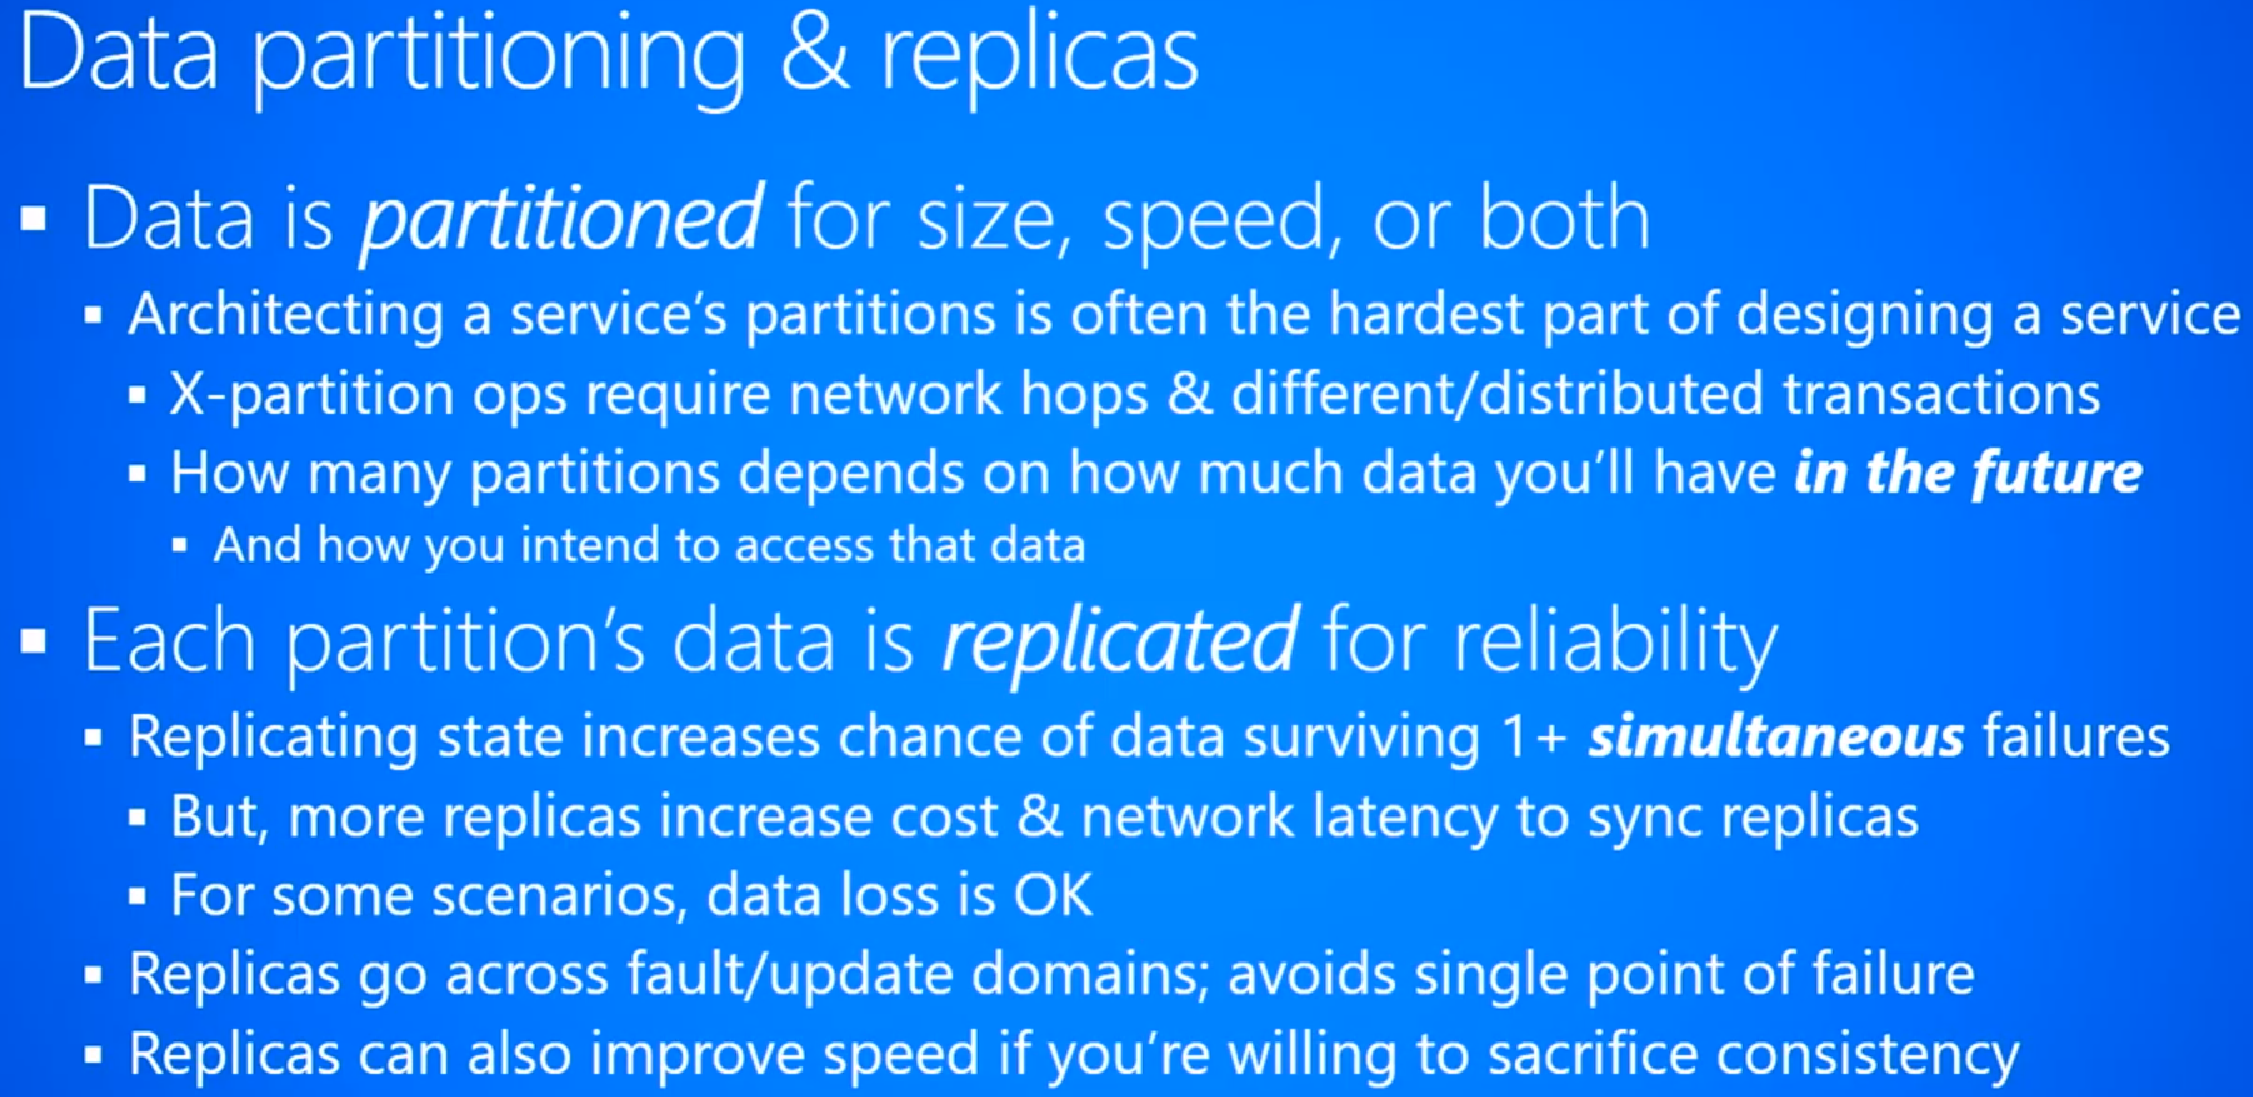 Data partitioning & replicas
▪ Data is partitioned for size, speed, or both
▪ Architecting a service’s partitions is often the hardest part of designing a service
▪ X-partition ops require network hops & different/distributed transactions
▪ How many partitions depends on how much data you’ll have in the future
▪ And how you intend to access that data
▪ Each partition’s data is replicated for reliability
▪ Replicating state increases chance of data surviving 1+ simultaneous failures
▪ But, more replicas increase cost & network latency to sync replicas
▪ For some scenarios, data loss is OK
▪ Replicas go across fault/update domains; avoids single point of failure
▪ Replicas can also improve speed if you’re willing to sacrifice consistency